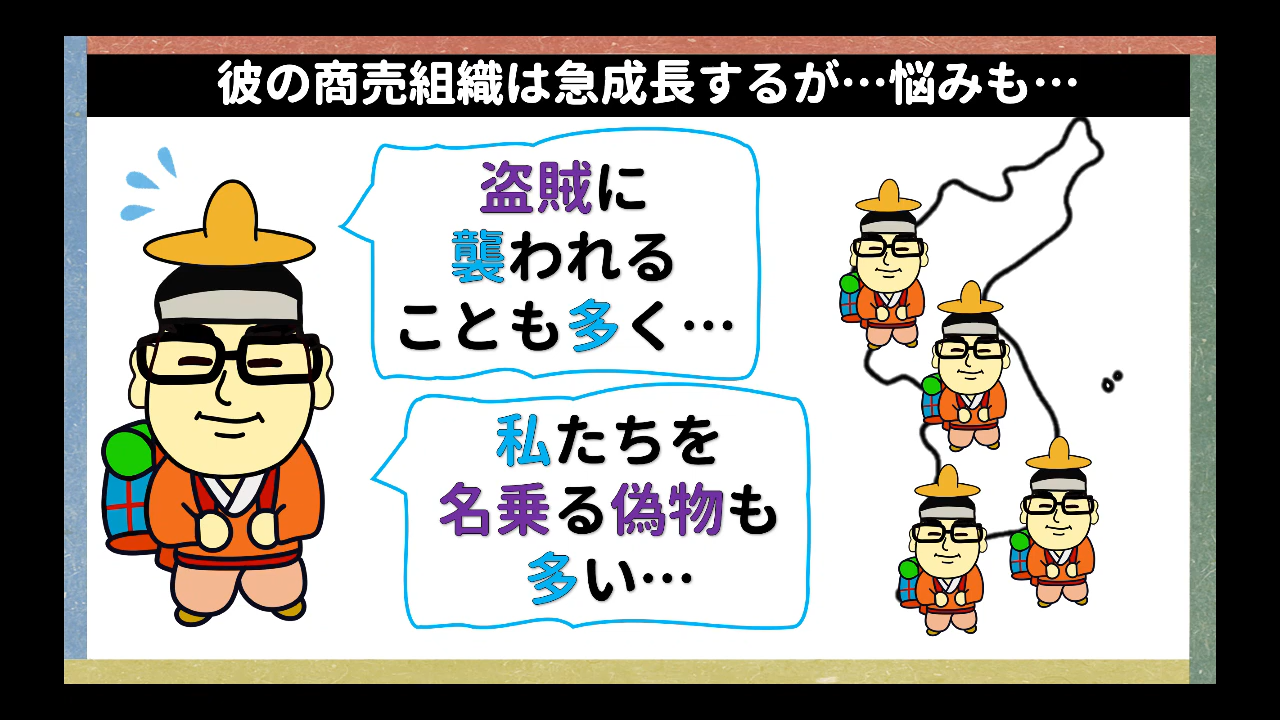 彼の商売組織は急成長するが…悩みも…
盗賊に
襲われる
ことも多く…
私たちを
名乗る偽物も
多い…